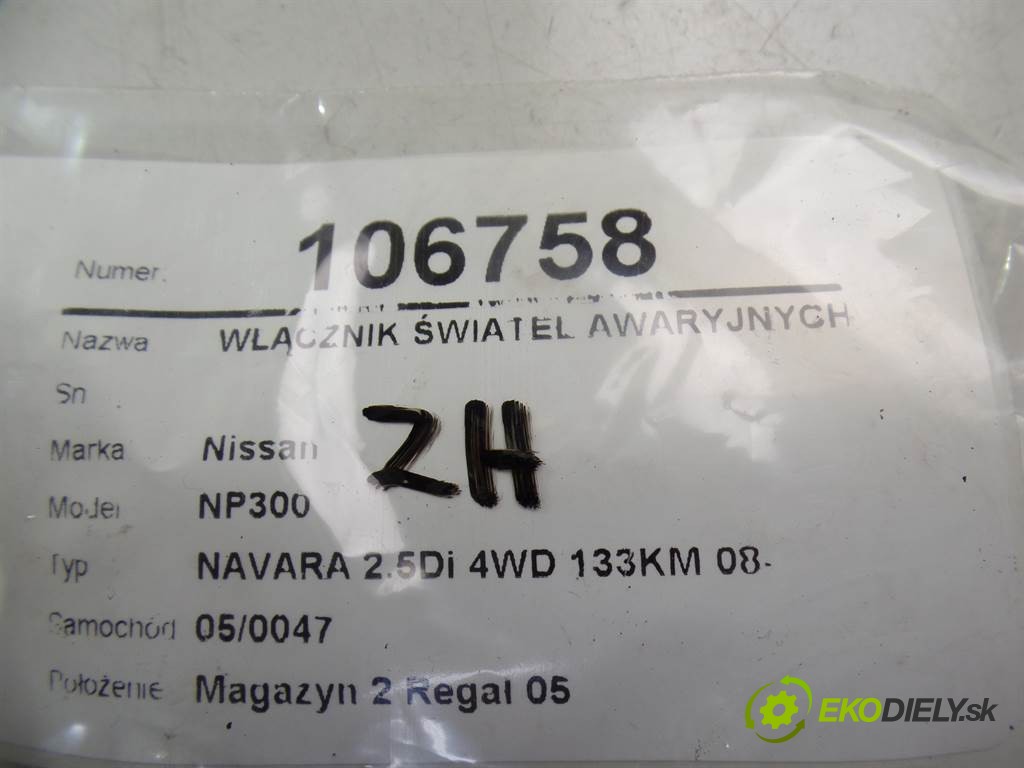 Numer. 106758
Nazwa WŁĄCZNIK ŚWIATEŁ AWARYJNYCH
Sn
ZH
Marka Nissan
Model NP300
Typ NAVARA 2.5Di 4WD 133KM 08-
Samochód 05/0047
Położenie Magazyn 2 Regał 05
EKODIELY.sk